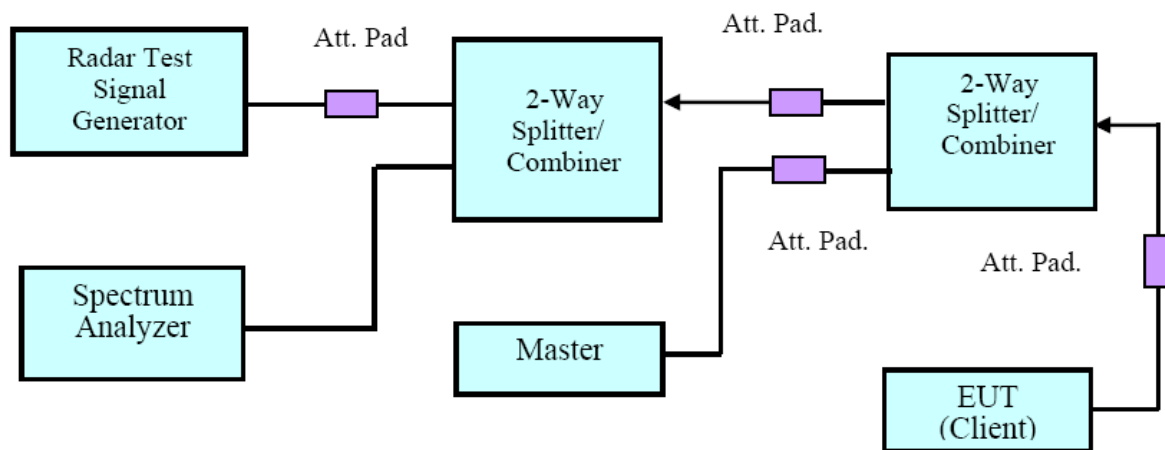 Att. Pad
Att. Pad.
Radar Test
Signal
Generator
2-Way
Splitter/
Combiner
2-Way
Splitter/
Combiner
Att. Pad.
Att. Pad.
Spectrum
Analyzer
Master
EUT
(Client)